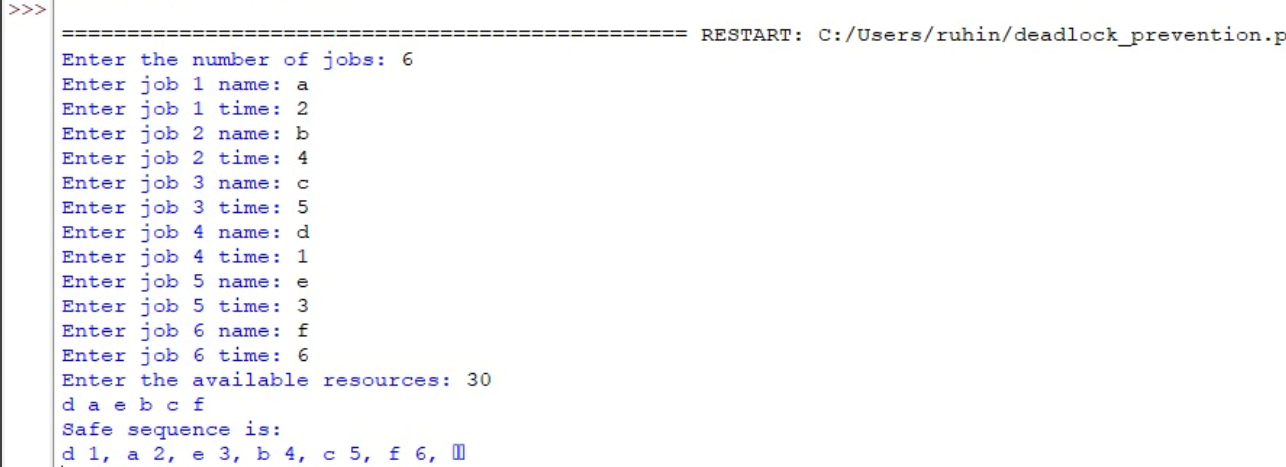 >>>
=============================================== RESTART: C:/Users/ruhin/deadlock_prevention.p
Enter the number of jobs: 6
Enter job 1 name: a
Enter job 1 time: 2
Enter job 2 name: b
Enter job 2 time: 4
Enter job 3 name: c
Enter job 3 time: 5
Enter job 4 name: d
Enter job 4 time: 1
Enter job 5 name: e
Enter job 5 time: 3
Enter job 6 name: f
Enter job 6 time: 6
Enter the available resources: 30
d a e b c f
Safe sequence is:
d 1, a 2, e 3, b 4, c 5, f 6,